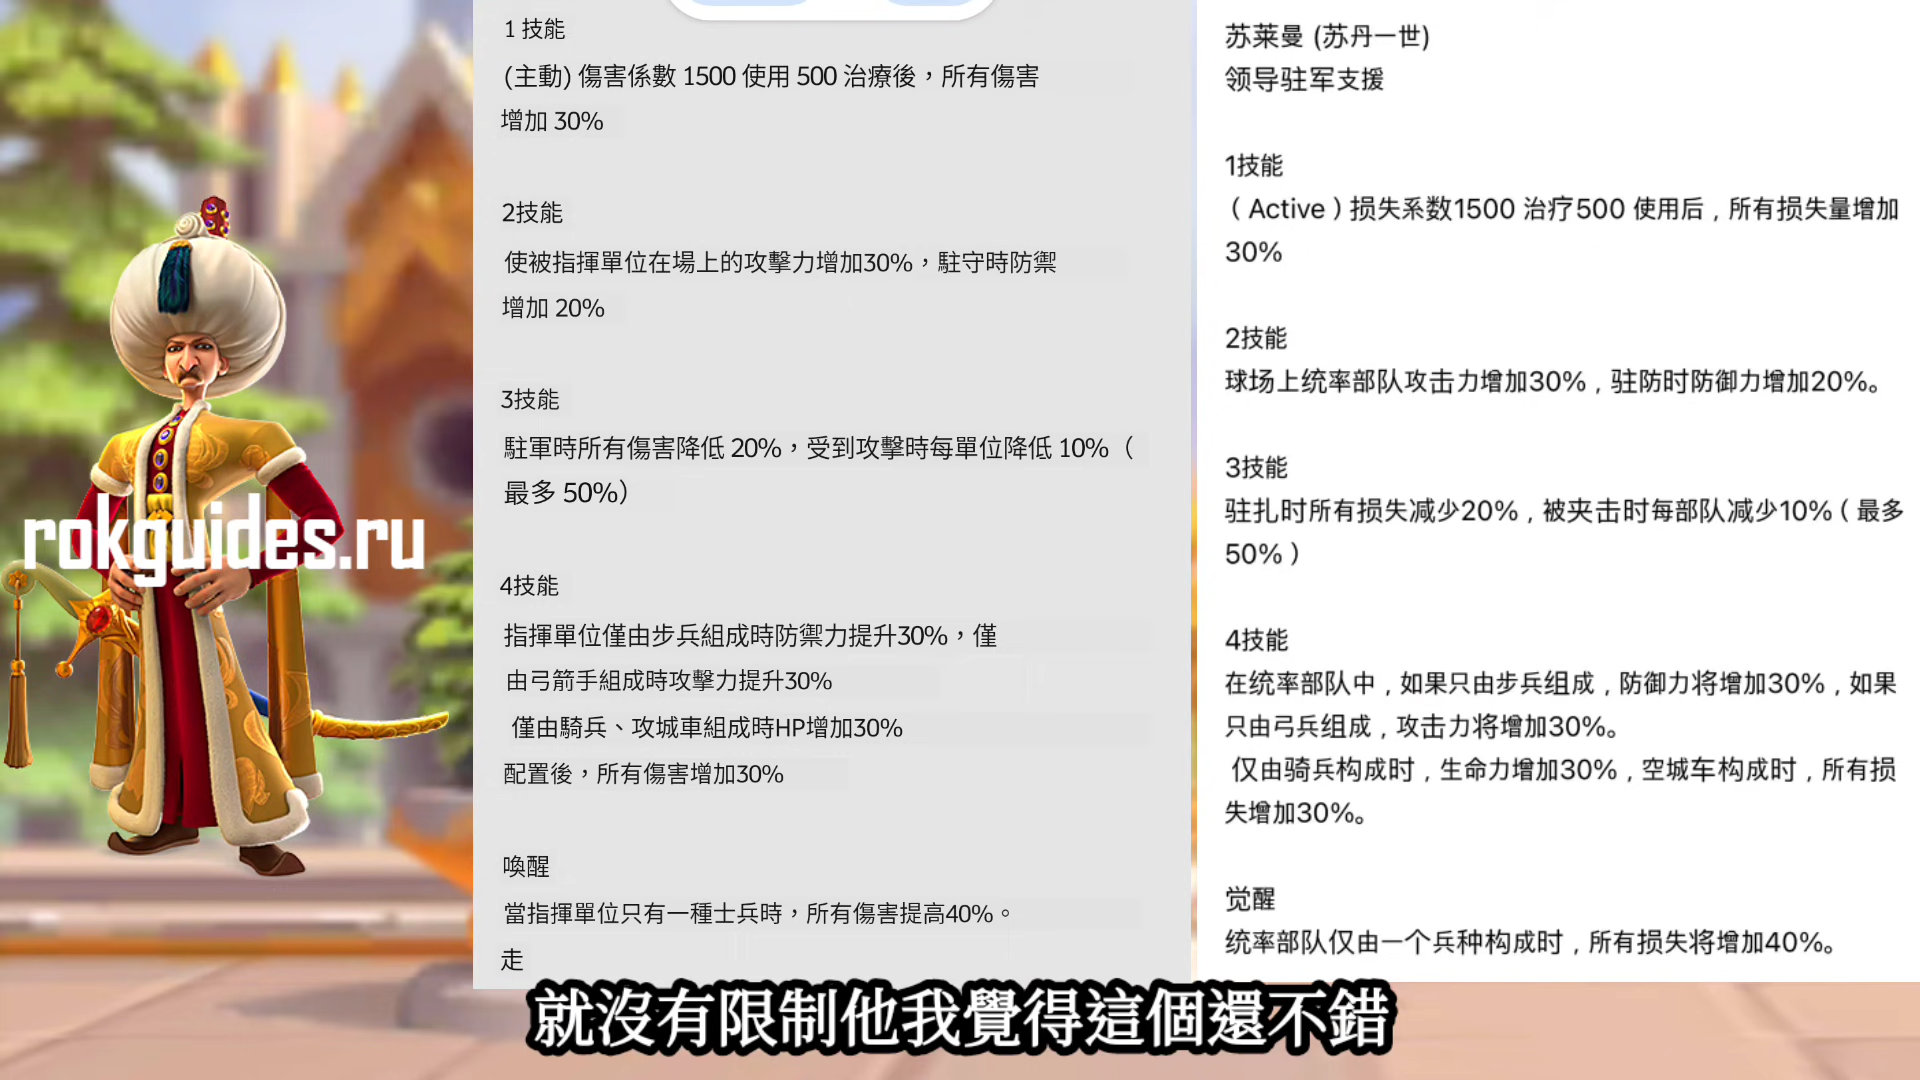 rokguides.ru
1 技能
(主動) 傷害係數 1500 使用 500 治療後，所有傷害
增加 30%
2技能
使被指揮單位在場上的攻擊力增加30%，駐守時防禦
增加 20%
3技能
駐軍時所有傷害降低 20%，受到攻擊時每單位降低 10%（
最多 50%）
4技能
指揮單位僅由步兵組成時防禦力提升30%，僅
由弓箭手組成時攻擊力提升30%
僅由騎兵、攻城車組成時HP增加30%
配置後，所有傷害增加30%
喚醒
當指揮單位只有一種士兵時，所有傷害提高40%。
走
苏莱曼 (苏丹一世)
领导驻军支援
1技能
（ Active ) 损失系数1500 治疗500 使用后，所有损失量增加
30%
2技能
球场上统率部队攻击力增加30%，驻防时防御力增加20%。
3技能
驻扎时所有损失减少20%，被夹击时每部队减少10%（ 最多
50% )
4技能
在统率部队中，如果只由步兵组成，防御力将增加30%，如果
只由弓兵组成，攻击力将增加30%。
仅由骑兵构成时，生命力增加30%，空城车构成时，所有损
失增加30%。
觉醒
统率部队仅由一个兵种构成时，所有损失将增加40%。
就沒有限制他我覺得這個還不錯